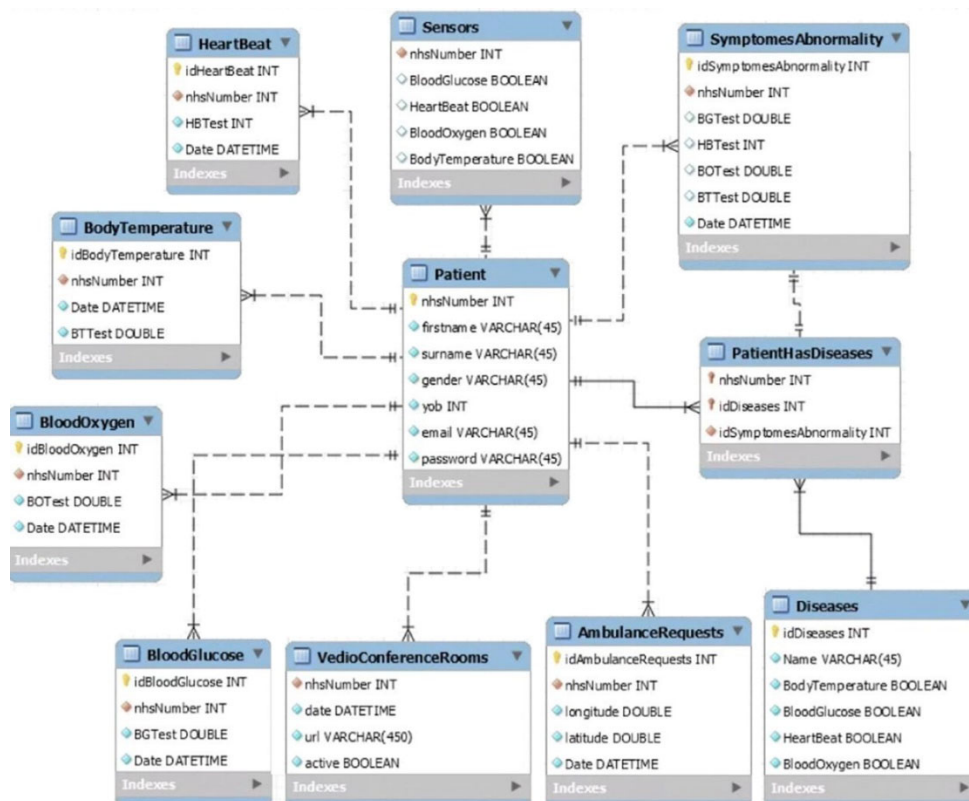 HeartBeat
idHeartBeat INT
nhsNumber INT
HBTest INT
Date DATETIME
Indexes
Sensors
nhsNumber INT
BloodGlucose BOOLEAN
HeartBeat BOOLEAN
BloodOxygen BOOLEAN
BodyTemperature BOOLEAN
Indexes
SymptomesAbnormality
idSymptomesAbnormality INT
nhsNumber INT
BGTest DOUBLE
HBTest INT
BOTest DOUBLE
BTTest DOUBLE
Date DATETIME
Indexes
BodyTemperature
idBodyTemperature INT
nhsNumber INT
Date DATETIME
BTTest DOUBLE
Indexes
Patient
nhsNumber INT
firstname VARCHAR(45)
surname VARCHAR(45)
gender VARCHAR(45)
yob INT
email VARCHAR(45)
password VARCHAR(45)
Indexes
PatientHasDiseases
nhsNumber INT
idDiseases INT
idSymptomesAbnormality INT
Indexes
BloodOxygen
idBloodOxygen INT
nhsNumber INT
BOTest DOUBLE
Date DATETIME
Indexes
BloodGlucose
idBloodGlucose INT
nhsNumber INT
BGTest DOUBLE
Date DATETIME
Indexes
VedioConferenceRooms
nhsNumber INT
date DATETIME
url VARCHAR(450)
active BOOLEAN
Indexes
AmbulanceRequests
idAmbulanceRequests INT
nhsNumber INT
longitude DOUBLE
latitude DOUBLE
Date DATETIME
Indexes
Diseases
idDiseases INT
Name VARCHAR(45)
BodyTemperature BOOLEAN
BloodGlucose BOOLEAN
HeartBeat BOOLEAN
BloodOxygen BOOLEAN
Indexes